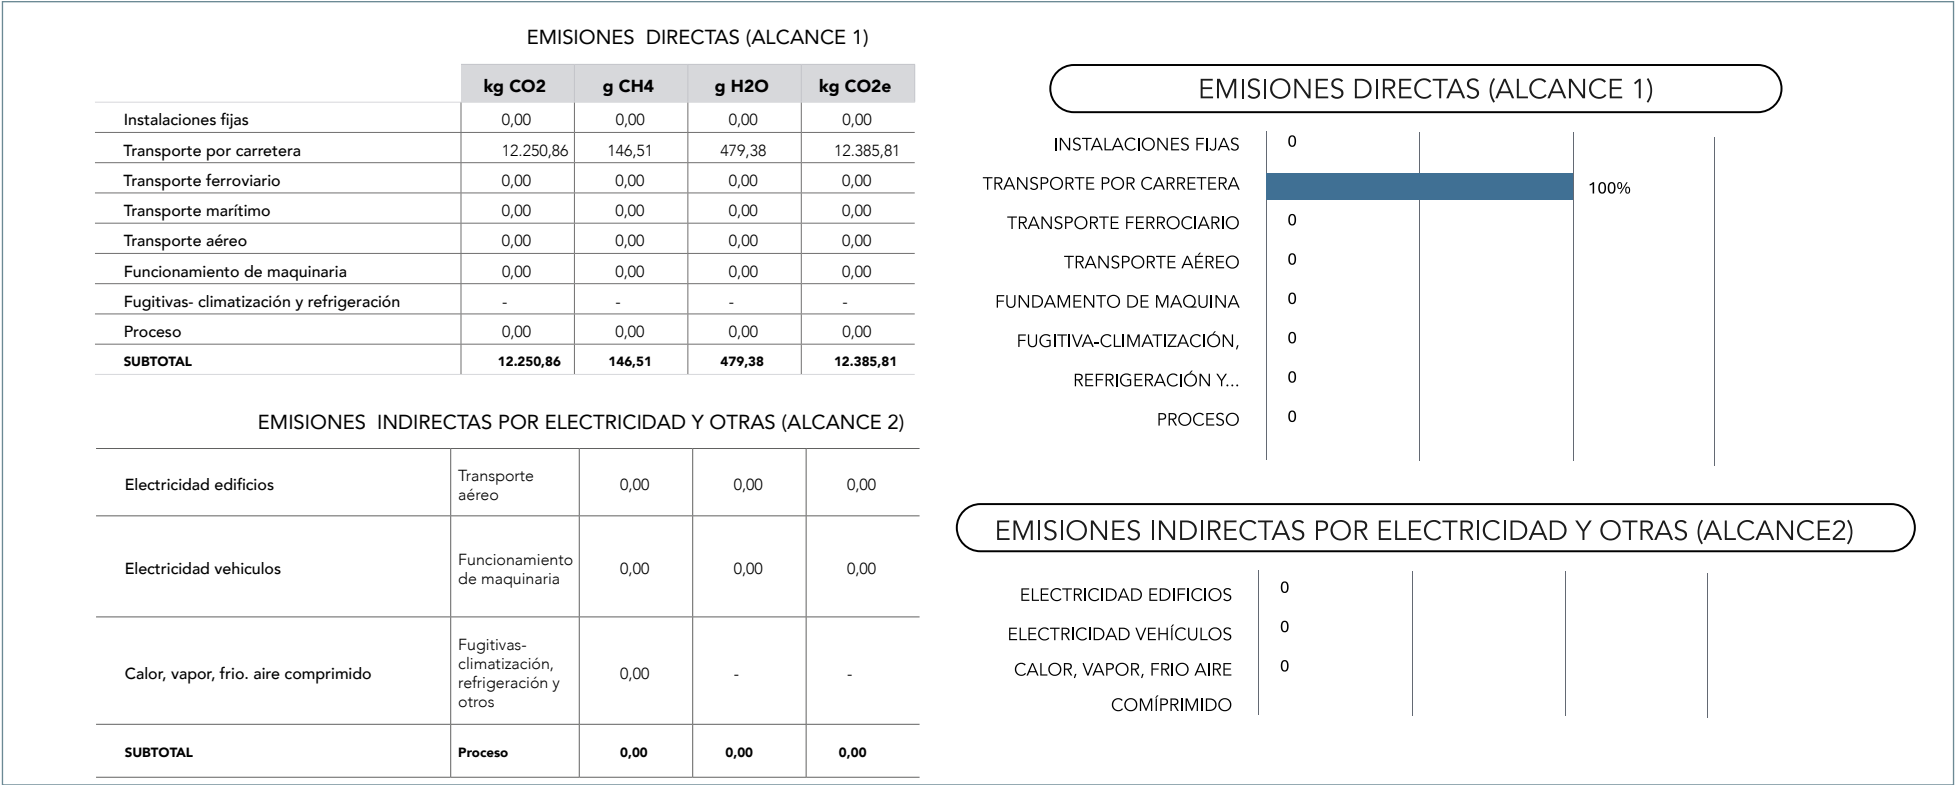 EMISIONES DIRECTAS (ALCANCE 1)
kg CO2 g CH4 g H2O kg CO2e
Instalaciones fijas 0,00 0,00 0,00 0,00
Transporte por carretera 12.250,86 146,51 479,38 12.385,81
Transporte ferroviario 0,00 0,00 0,00 0,00
Transporte marítimo 0,00 0,00 0,00 0,00
Transporte aéreo 0,00 0,00 0,00 0,00
Funcionamiento de maquinaria 0,00 0,00 0,00 0,00
Fugitivas- climatización y refrigeración - - - -
Proceso 0,00 0,00 0,00 0,00
SUBTOTAL 12.250,86 146,51 479,38 12.385,81
EMISIONES INDIRECTAS POR ELECTRICIDAD Y OTRAS (ALCANCE 2)
Electricidad edificios
Transporte
aéreo
0,00 0,00 0,00
Electricidad vehiculos
Funcionamiento
de maquinaria
0,00 0,00 0,00
Calor, vapor, frio. aire comprimido
Fugitivas-
climatización,
refrigeración y
otros
0,00 - -
SUBTOTAL Proceso 0,00 0,00 0,00
EMISIONES DIRECTAS (ALCANCE 1)
INSTALACIONES FIJAS 0
TRANSPORTE POR CARRETERA 100%
TRANSPORTE FERROCIARIO 0
TRANSPORTE AÉREO 0
FUNDAMENTO DE MAQUINA 0
FUGITIVA-CLIMATIZACIÓN, 0
REFRIGERACIÓN Y... 0
PROCESO 0
EMISIONES INDIRECTAS POR ELECTRICIDAD Y OTRAS (ALCANCE2)
ELECTRICIDAD EDIFICIOS 0
ELECTRICIDAD VEHÍCULOS 0
CALOR, VAPOR, FRIO AIRE 0
COMÍPRIMIDO